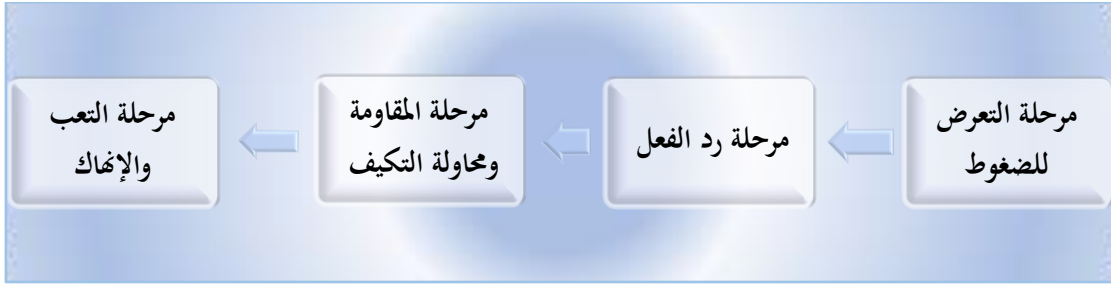 مرحلة التعرض
للضغوط
مرحلة رد الفعل
مرحلة المقاومة
ومحاولة التكيف
مرحلة التعب
والإنهاك